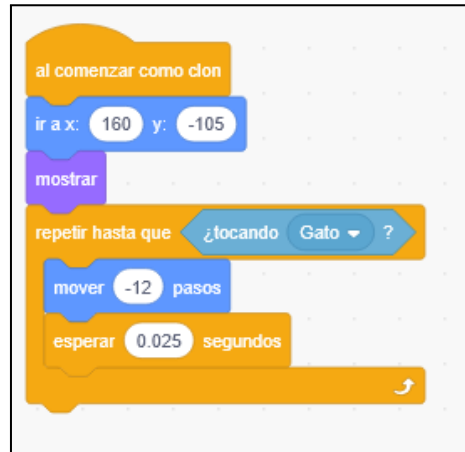 al comenzar como clon
ir a x: 160 y: -105
mostrar
repetir hasta que ¿tocando Gato ?
mover -12 pasos
esperar 0.025 segundos